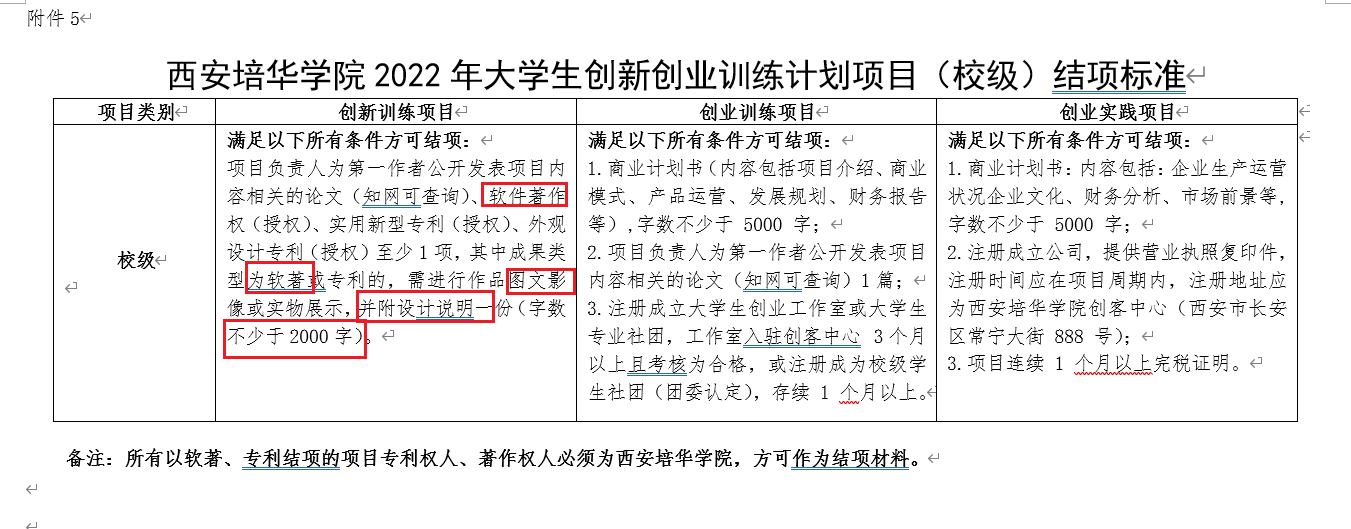 附件 5
西安培华学院 2022 年大学生创新创业训练计划项目（校级）结项标准
项目类别
创新训练项目
创业训练项目
创业实践项目
校级
满足以下所有条件方可结项：
项目负责人为第一作者公开发表项目内
容相关的论文（知网可查询）、软件著作
权（授权）、实用新型专利（授权）、外观
设计专利（授权）至少 1 项，其中成果类
型为软著或专利的，需进行作品图文影
像或实物展示，并附设计说明一份（字数
不少于 2000 字）。
满足以下所有条件方可结项：
1.商业计划书（内容包括项目介绍、商业
模式、产品运营、发展规划、财务报告
等）,字数不少于 5000 字；
2.项目负责人为第一作者公开发表项目
内容相关的论文（知网可查询）1 篇；
3.注册成立大学生创业工作室或大学生
专业社团，工作室入驻创客中心 3 个月
以上且考核为合格，或注册成为校级学
生社团（团委认定），存续 1 个月以上。
满足以下所有条件方可结项：
1.商业计划书：内容包括：企业生产运营
状况企业文化、财务分析、市场前景等，
字数不少于 5000 字；
2.注册成立公司，提供营业执照复印件，
注册时间应在项目周期内，注册地址应
为西安培华学院创客中心（西安市长安
区常宁大街 888 号）；
3.项目连续 1 个月以上完税证明。
备注：所有以软著、专利结项的项目专利权人、著作权人必须为西安培华学院，方可作为结项材料。